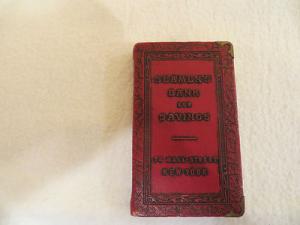 SEAMEN'S
BANK
FOR
SAVINGS
74 WALL STREET
NEW YORK